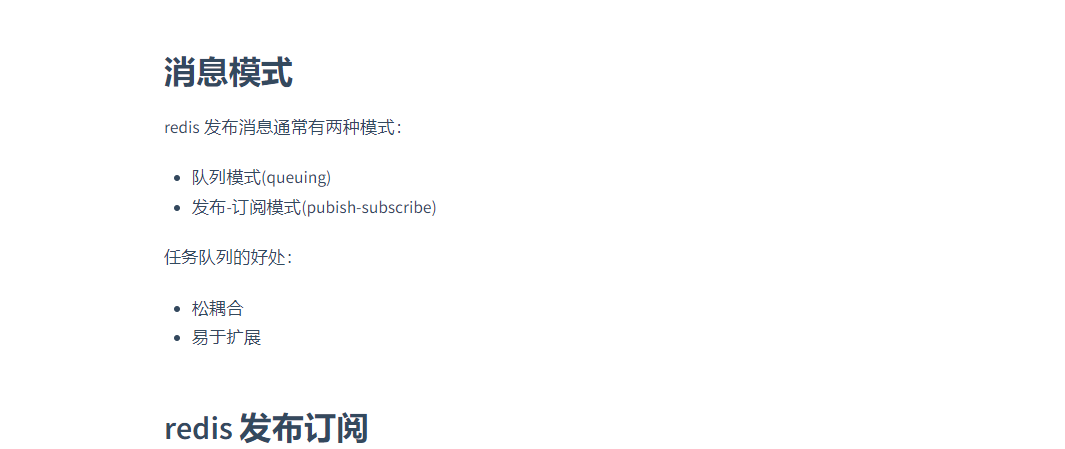 消息模式
redis 发布消息通常有两种模式：
队列模式(queuing)
发布-订阅模式(pubish-subscribe)
任务队列的好处：
松耦合
易于扩展
redis 发布订阅